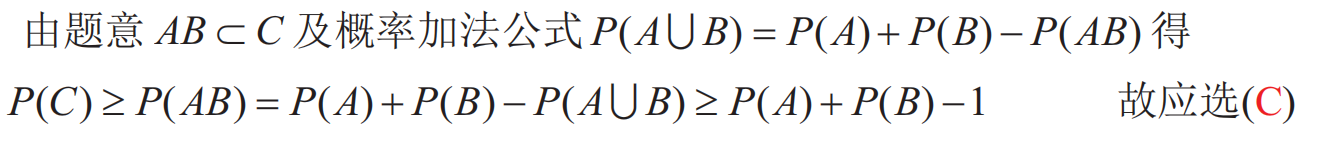 由题意 AB ⊂ C 及概率加法公式 P(A∪B) = P(A) + P(B) − P(AB) 得
P(C) ≥ P(AB) = P(A) + P(B) − P(A∪B) ≥ P(A) + P(B) − 1 故应选(C)